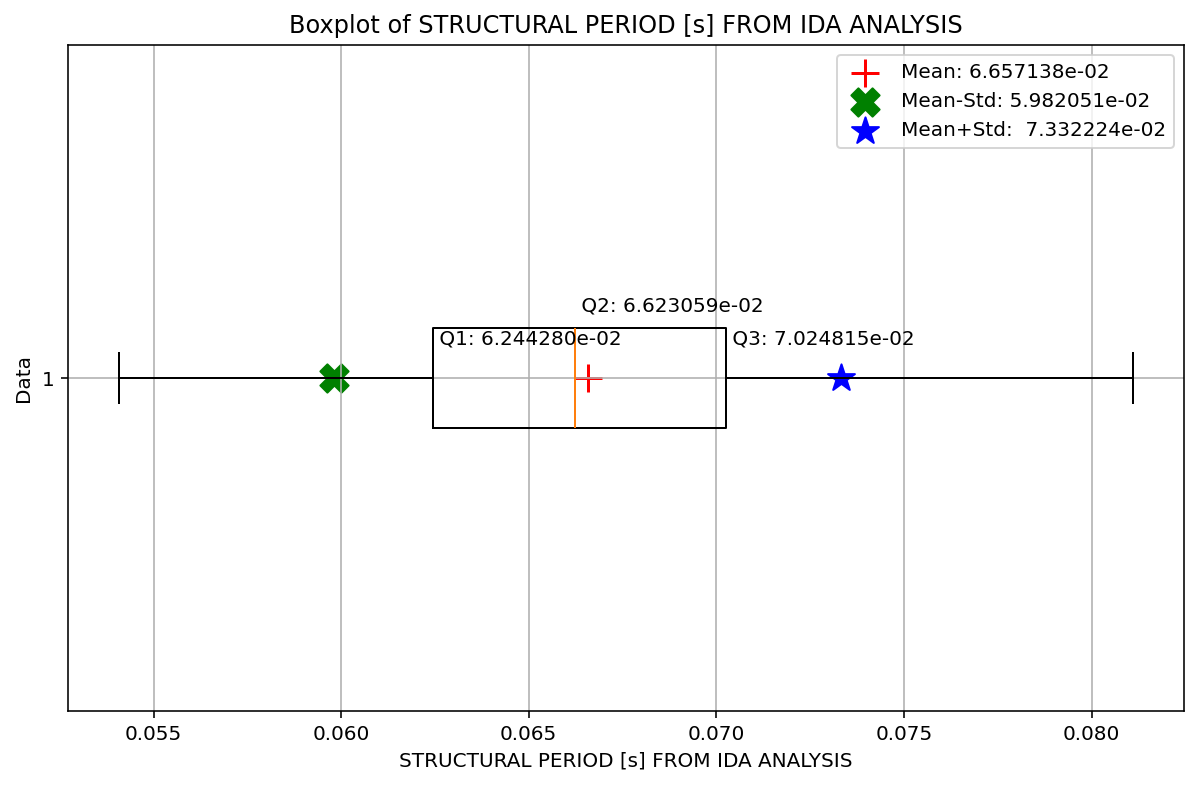 Boxplot of STRUCTURAL PERIOD [s] FROM IDA ANALYSIS
Mean: 6.657138e-02
Mean-Std: 5.982051e-02
Mean+Std:  7.332224e-02
Q2: 6.623059e-02
Q1: 6.244280e-02
Q3: 7.024815e-02
Data
1
0.055
0.060
0.065
0.070
0.075
0.080
STRUCTURAL PERIOD [s] FROM IDA ANALYSIS